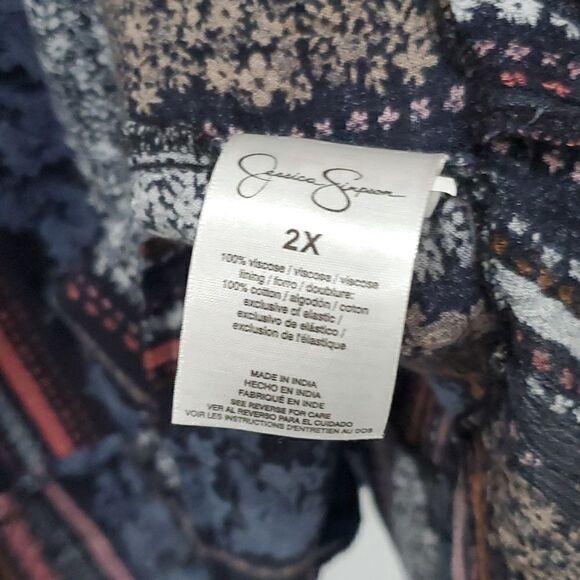 Jessica Simpson
2X
100% viscose / viscosa / viscose
lining / forro / doublure:
100% cotton / algodón / coton
exclusive of elastic /
exclusivo de elástico /
exclusion de l'élastique
MADE IN INDIA
HECHO EN INDIA
FABRIQUÉ EN INDE
SEE REVERSE FOR CARE
VER AL REVERSO PARA EL CUIDADO
VOIR LES INSTRUCTIONS D'ENTRETIEN AU DOS